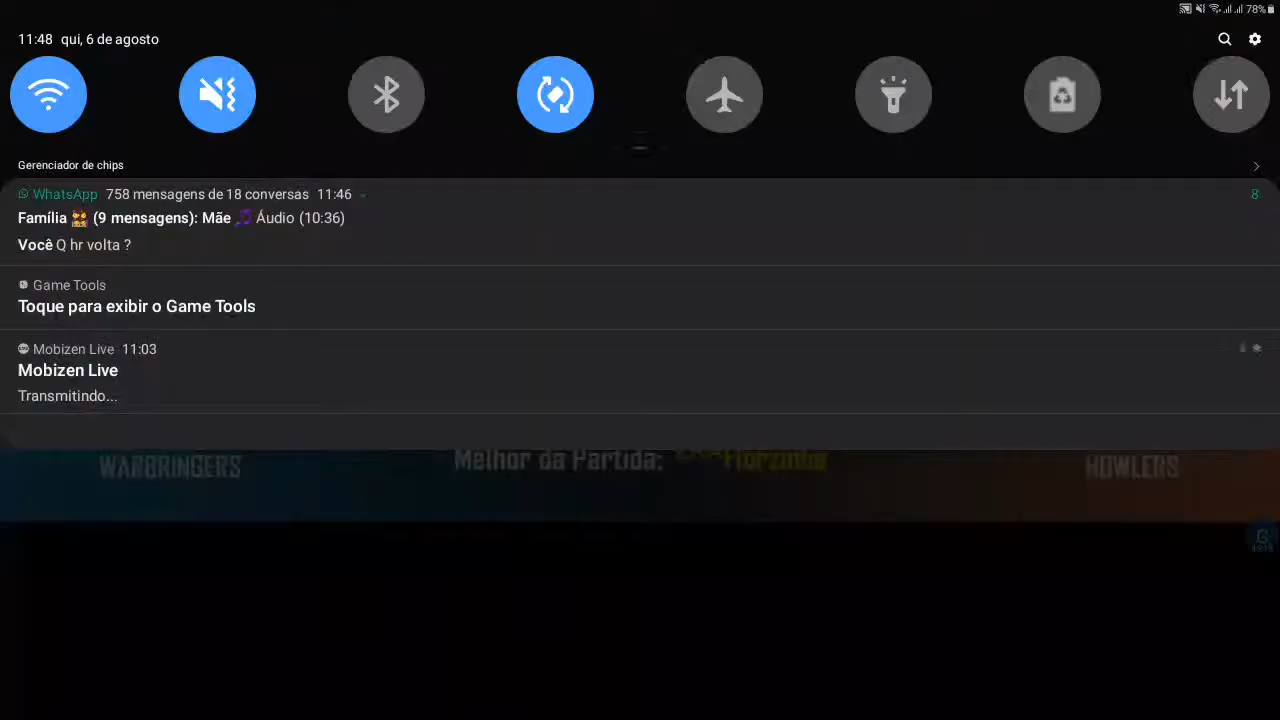 78%
11:48 qui, 6 de agosto
Gerenciador de chips
WhatsApp 758 mensagens de 18 conversas 11:46
8
Família (9 mensagens): Mãe 🎵 Áudio (10:36)
Você Q hr volta ?
Game Tools
Toque para exibir o Game Tools
Mobizen Live 11:03
Mobizen Live
Transmitindo...
WARBRINGERS
Melhor da Partida:
HOWLERS